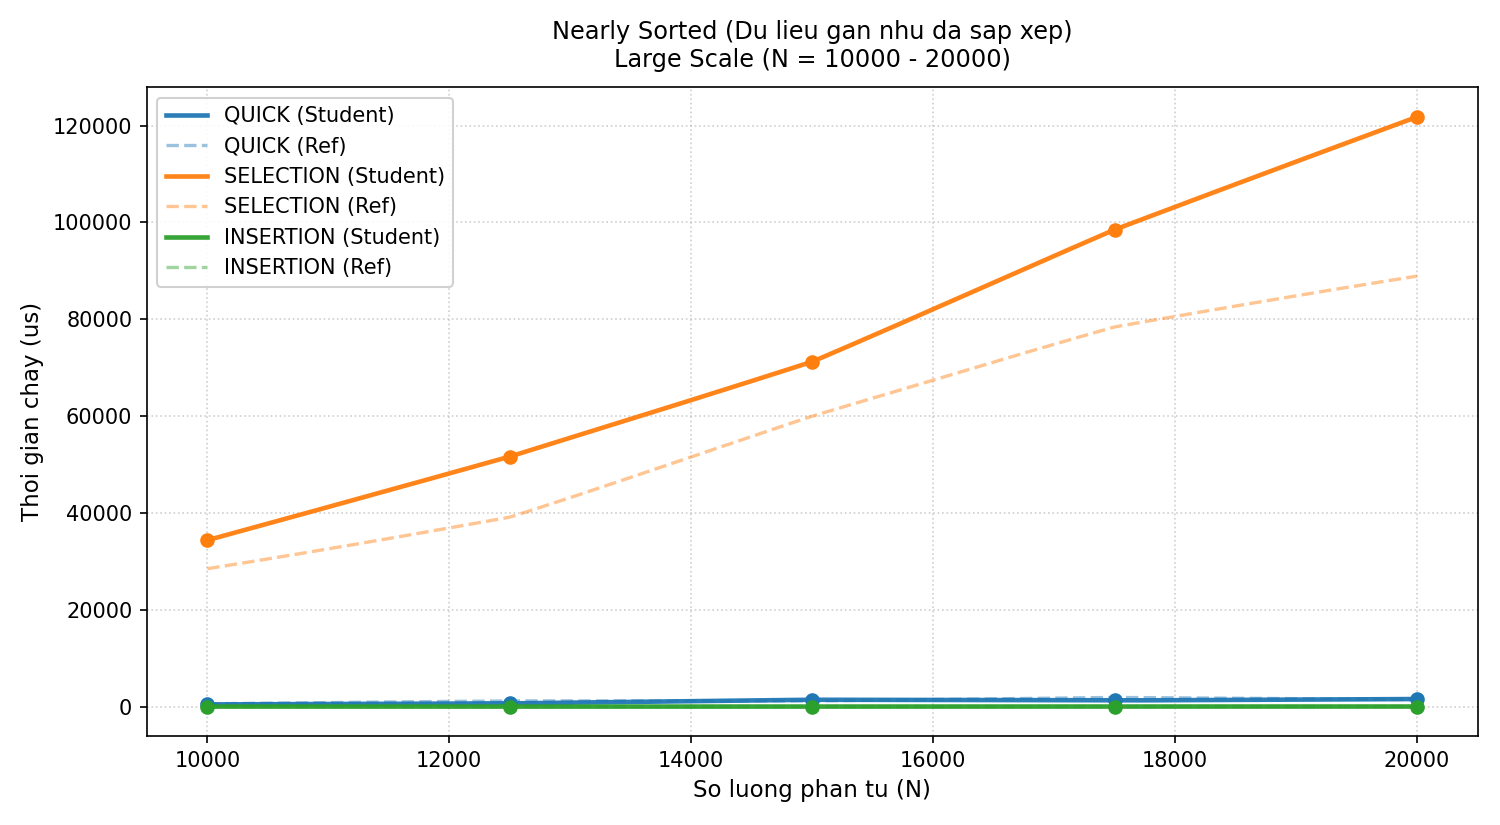 Nearly Sorted (Du lieu gan nhu da sap xep)
Large Scale (N = 10000 - 20000)
QUICK (Student)
QUICK (Ref)
SELECTION (Student)
SELECTION (Ref)
INSERTION (Student)
INSERTION (Ref)
Thoi gian chay (us)
120000
100000
80000
60000
40000
20000
0
10000 12000 14000 16000 18000 20000
So luong phan tu (N)